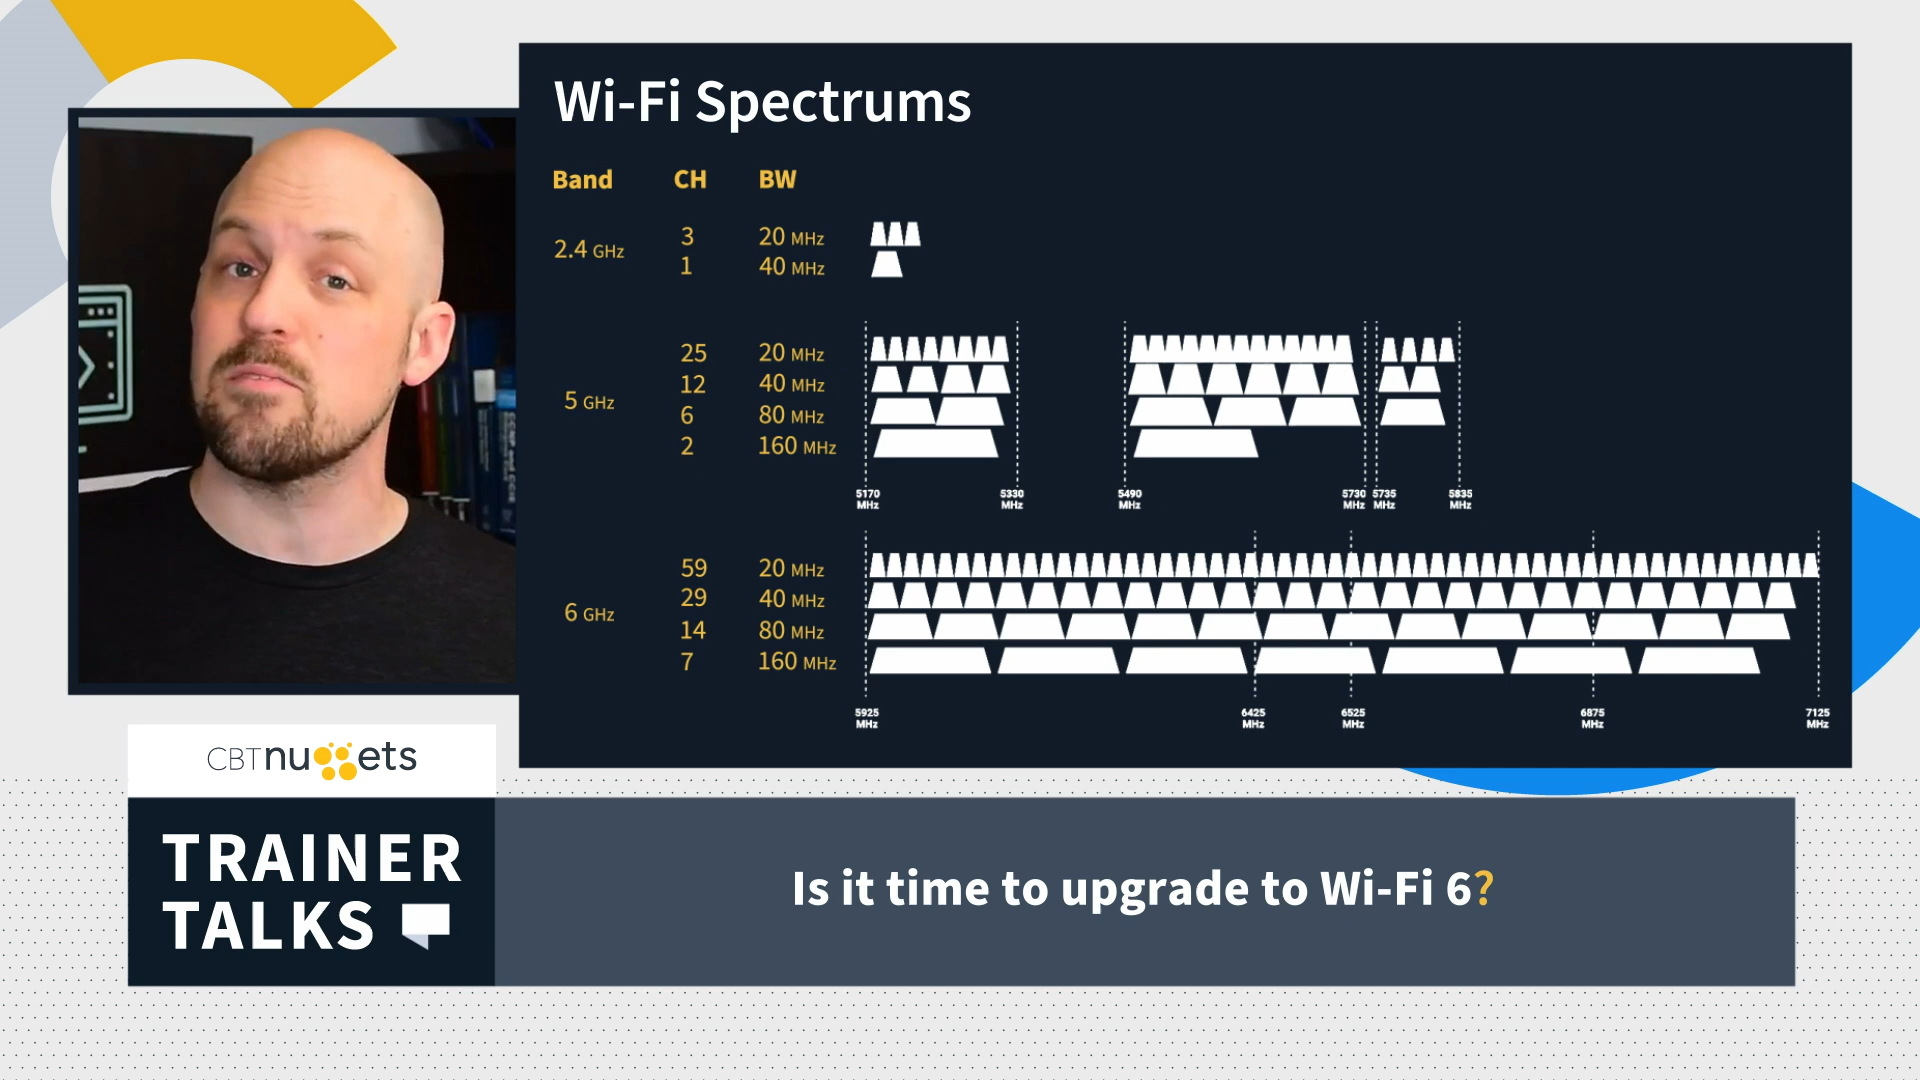 Wi-Fi Spectrums
Band CH BW
2.4 GHz
3 20 MHz
1 40 MHz
5 GHz
25 20 MHz
12 40 MHz
6 80 MHz
2 160 MHz
5170 MHz
5330 MHz
5490 MHz
5730 MHz
5735 MHz
5835 MHz
6 GHz
59 20 MHz
29 40 MHz
14 80 MHz
7 160 MHz
5925 MHz
6425 MHz
6525 MHz
6875 MHz
7125 MHz
CBTnuggets
TRAINER
TALKS
Is it time to upgrade to Wi-Fi 6?